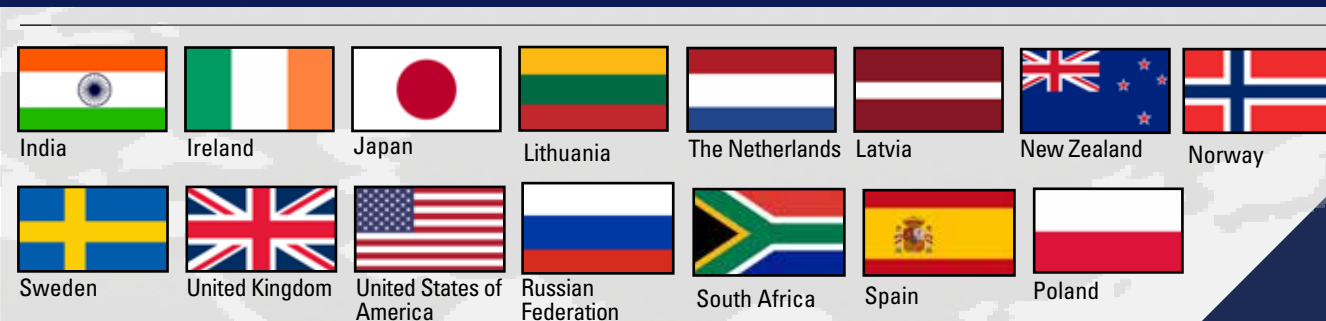 India
Ireland
Japan
Lithuania
The Netherlands
Latvia
New Zealand
Norway
Sweden
United Kingdom
United States of
America
Russian
Federation
South Africa
Spain
Poland